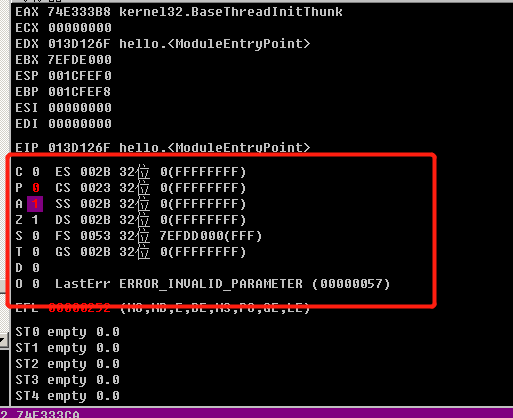 EAX 74E333B8 kernel32.BaseThreadInitThunk
ECX 00000000
EDX 013D126F hello.<ModuleEntryPoint>
EBX 7EFDE000
ESP 001CFEF0
EBP 001CFEF8
ESI 00000000
EDI 00000000
EIP 013D126F hello.<ModuleEntryPoint>
C 0 ES 002B 32位 0(FFFFFFFF)
P 0 CS 0023 32位 0(FFFFFFFF)
A 1 SS 002B 32位 0(FFFFFFFF)
Z 1 DS 002B 32位 0(FFFFFFFF)
S 0 FS 0053 32位 7EFDD000(FFF)
T 0 GS 002B 32位 0(FFFFFFFF)
D 0
O 0 LastErr ERROR_INVALID_PARAMETER (00000057)
EFL 00000252 (NO,NB,E,BE,NS,PO,GE,LE)
ST0 empty 0.0
ST1 empty 0.0
ST2 empty 0.0
ST3 empty 0.0
ST4 empty 0.0
2 74E333CA